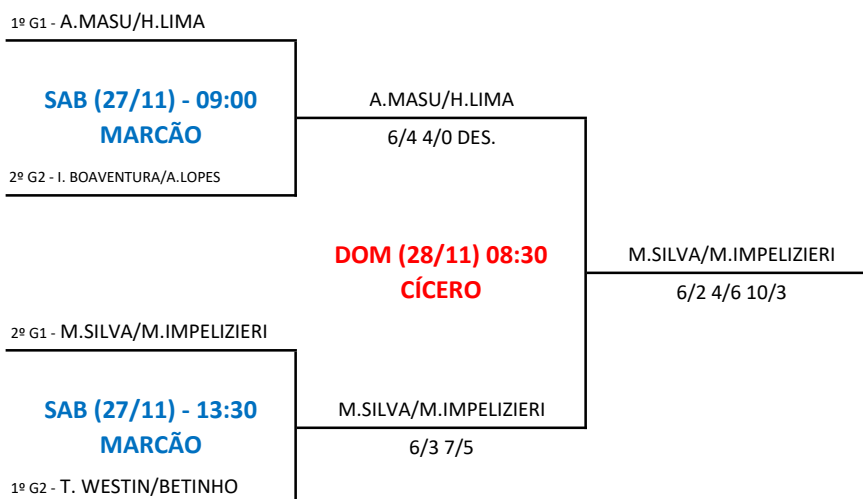 1º G1 - A.MASU/H.LIMA
SAB (27/11) - 09:00
MARCÃO
A.MASU/H.LIMA
6/4 4/0 DES.
2º G2 - I. BOAVENTURA/A.LOPES
DOM (28/11) 08:30
CÍCERO
M.SILVA/M.IMPELIZIERI
6/2 4/6 10/3
2º G1 - M.SILVA/M.IMPELIZIERI
SAB (27/11) - 13:30
MARCÃO
M.SILVA/M.IMPELIZIERI
6/3 7/5
1º G2 - T. WESTIN/BETINHO